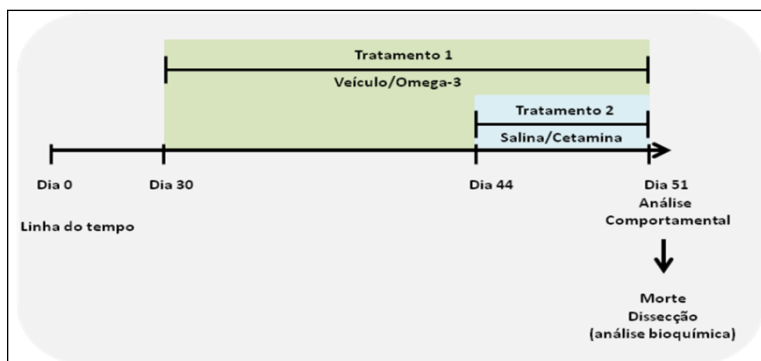 Tratamento 1
Veículo/Omega-3
Tratamento 2
Salina/Cetamina
Dia 0
Dia 30
Dia 44
Dia 51
Análise
Comportamental
Linha do tempo
Morte
Dissecção
(análise bioquímica)